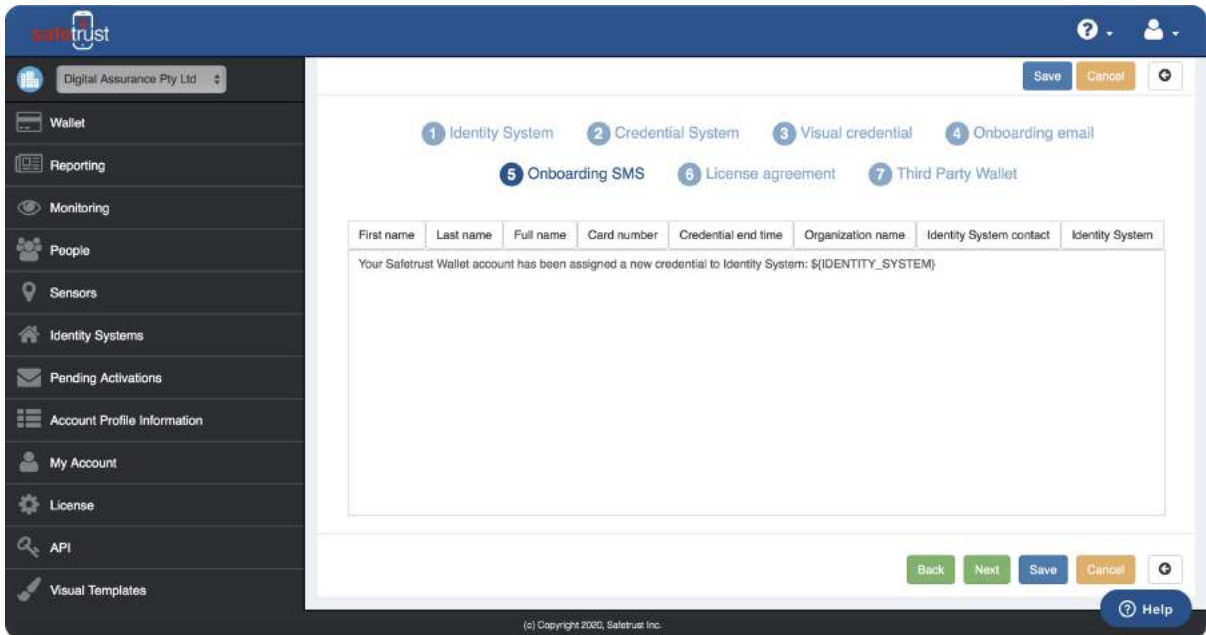 safetrust
Digital Assurance Pty Ltd
Save Cancel
Wallet
Reporting
Monitoring
People
Sensors
Identity Systems
Pending Activations
Account Profile Information
My Account
License
API
Visual Templates
1 Identity System 2 Credential System 3 Visual credential 4 Onboarding email
5 Onboarding SMS 6 License agreement 7 Third Party Wallet
First name Last name Full name Card number Credential end time Organization name Identity System contact Identity System
Your Safetrust Wallet account has been assigned a new credential to Identity System: ${IDENTITY_SYSTEM}
Back Next Save Cancel
? Help
(c) Copyright 2020, Safetrust Inc.